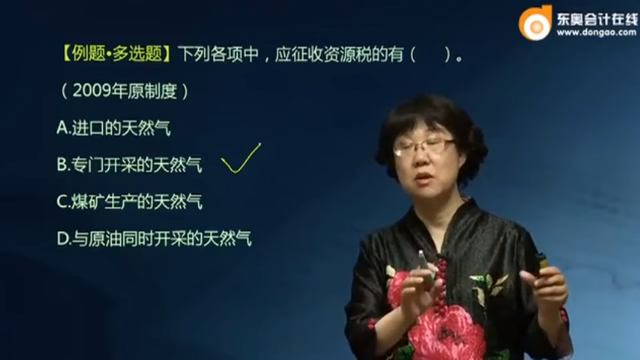 东奥会计在线
www.dongao.com
【例题·多选题】下列各项中，应征收资源税的有（ ）。
（2009年原制度）
A.进口的天然气
B.专门开采的天然气
C.煤矿生产的天然气
D.与原油同时开采的天然气